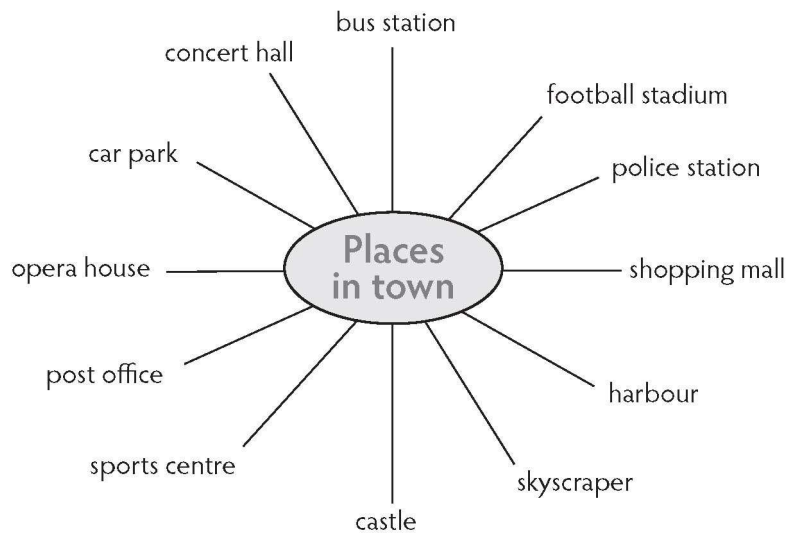 bus station
concert hall
football stadium
car park
police station
Places
in town
opera house
shopping mall
post office
harbour
sports centre
skyscraper
castle